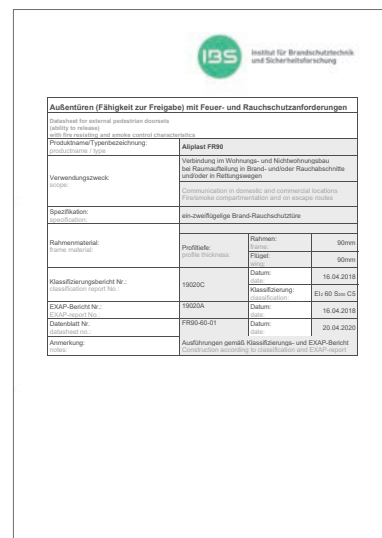 IBS
Institut für Brandschutztechnik
und Sicherheitsforschung
Außentüren (Fähigkeit zur Freigabe) mit Feuer- und Rauchschutzanforderungen
Datasheet for external pedestrian doorsets
(ability to release)
with fire resisting and smoke control characteristics
Produktname/Typenbezeichnung:
productname / type
Aliplast FR90
Verwendungszweck:
scope:
Verbindung im Wohnungs- und Nichtwohnungsbau
bei Raumaufteilung in Brand- und/oder Rauchabschnitte
und/oder in Rettungswegen
Communication in domestic and commercial locations
Fire/smoke compartmentation and on escape routes
Spezifikation:
specification:
ein-zweiflüglige Brand-Rauchschutztüre
Rahmenmaterial:
frame material:
Profiltiefe:
profile thickness:
Rahmen:
frame:
90mm
Flügel:
wing:
90mm
Klassifizierungsbericht Nr.:
classification report No.:
19020C
Datum:
date:
16.04.2018
Klassifizierung:
classification:
EI2 60 S200 C5
EXAP-Bericht Nr.:
EXAP-report No.:
19020A
Datum:
date:
16.04.2018
Datenblatt Nr.
datasheet no.:
FR90-60-01
Datum:
date:
20.04.2020
Anmerkung:
notes:
Ausführungen gemäß Klassifizierungs- und EXAP-Bericht
Construction according to classification and EXAP-report